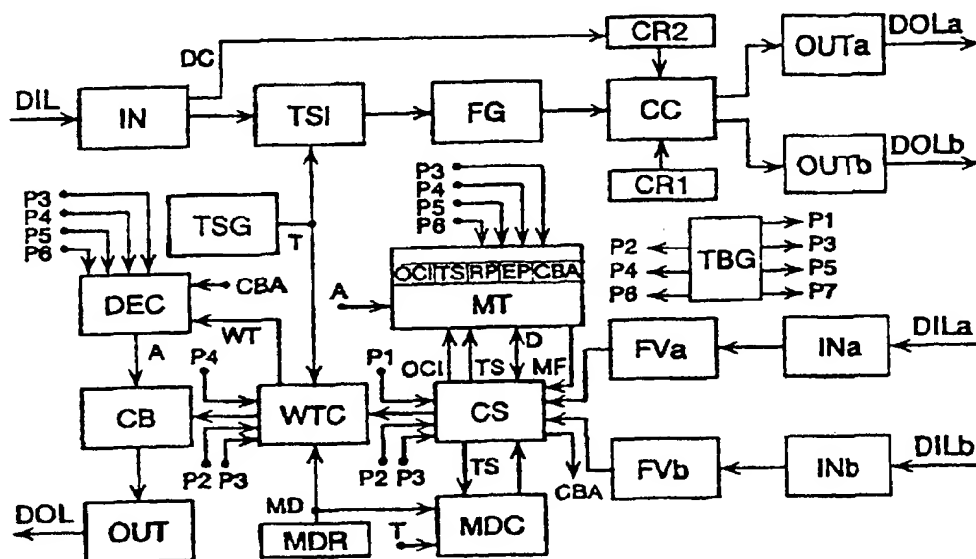 DIL
IN
DC
TSI
FG
CR2
CC
CR1
OUTa
DOLa
OUTb
DOLb
TSG
T
P3
P4
P5
P6
DEC
CBA
WT
A
CB
OUT
DOL
P3
P4
P5
P6
OCI TS RP EP CBA
MT
A
OCI
TS
D
MF
P2
P4
P6
TBG
P1
P3
P5
P7
P4
WTC
P2
P3
P1
CS
P2
P3
TS
CBA
FVa
INa
DILa
FVb
INb
DILb
MD
MDR
T
MDC